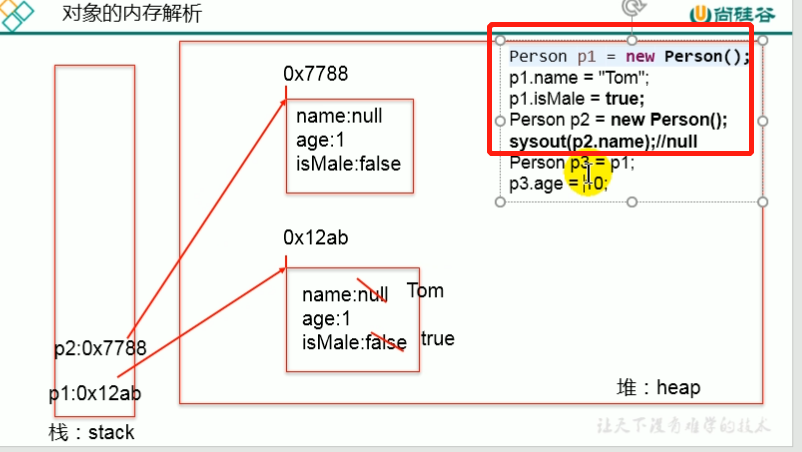 对象的内存解析
尚硅谷
Person p1 = new Person();
p1.name = "Tom";
p1.isMale = true;
Person p2 = new Person();
sysout(p2.name);//null
Person p3 = p1;
p3.age = 10;
0x7788
name:null
age:1
isMale:false
0x12ab
name:null Tom
age:1
isMale:false true
p2:0x7788
p1:0x12ab
栈：stack
堆：heap
让天下没有难学的技术